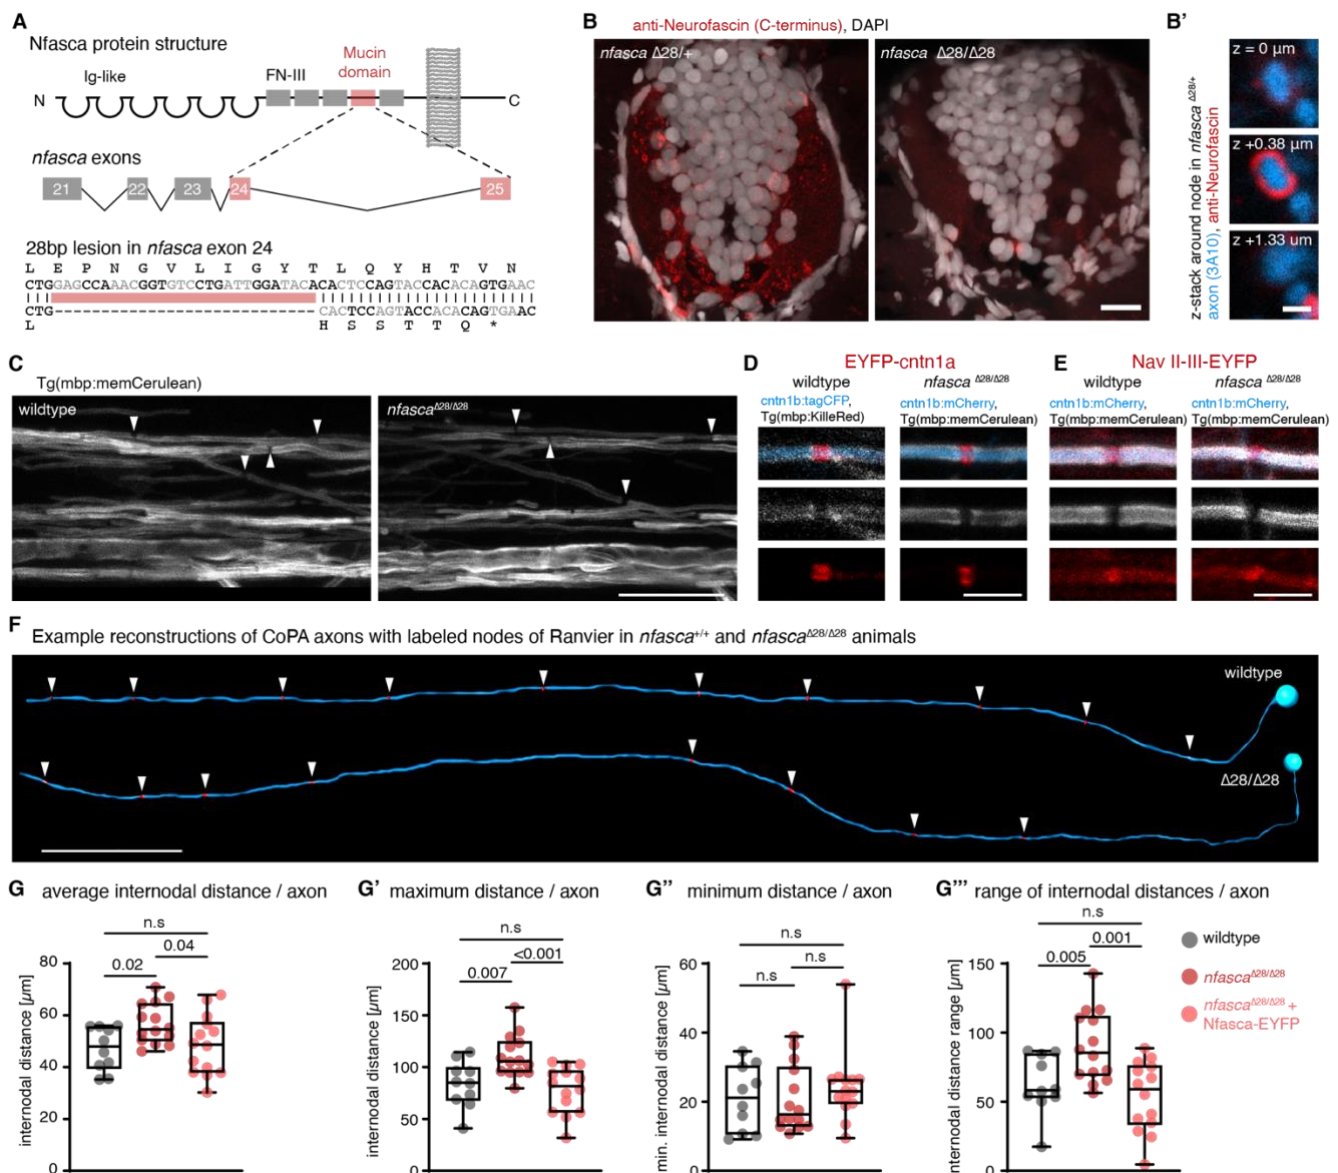 A
Nfasca protein structure
Ig-like
FN-III
Mucin
domain
N
C
nfasca exons
21
22
23
24
25
28bp lesion in nfasca exon 24
L E P N G V L I G Y T L Q Y H T V N
CTGGAGCCAAACGGTGTCCTGATTGGATACACACTCCAGTACCACACAGTGAAC
CTG----------------------------CACTCCAGTACCACACAGTGAAC
L H S S T T Q *
B
anti-Neurofascin (C-terminus), DAPI
nfasca Δ28/+
nfasca Δ28/Δ28
B'
z-stack around node in nfasca Δ28/+
axon (3A10), anti-Neurofascin
z = 0 µm
z +0.38 µm
z +1.33 um
C
Tg(mbp:memCerulean)
wildtype
nfasca Δ28/Δ28
D
EYFP-cntn1a
wildtype
cntn1b:tagCFP,
Tg(mbp:KilleRed)
nfasca Δ28/Δ28
cntn1b:mCherry,
Tg(mbp:memCerulean)
E
Nav II-III-EYFP
wildtype
cntn1b:mCherry,
Tg(mbp:memCerulean)
nfasca Δ28/Δ28
cntn1b:mCherry,
Tg(mbp:memCerulean)
F
Example reconstructions of CoPA axons with labeled nodes of Ranvier in nfasca+/+ and nfascaΔ28/Δ28 animals
wildtype
Δ28/Δ28
G average internodal distance / axon
n.s
0.04
0.02
internodal distance [µm]
80
60
40
20
0
G' maximum distance / axon
n.s
<0.001
0.007
internodal distance [µm]
200
150
100
50
0
G'' minimum distance / axon
n.s
n.s
n.s
min. internodal distance [µm]
60
40
20
0
G''' range of internodal distances / axon
n.s
0.001
0.005
internodal distance range [µm]
150
100
50
0
wildtype
nfascaΔ28/Δ28
nfascaΔ28/Δ28 +
Nfasca-EYFP